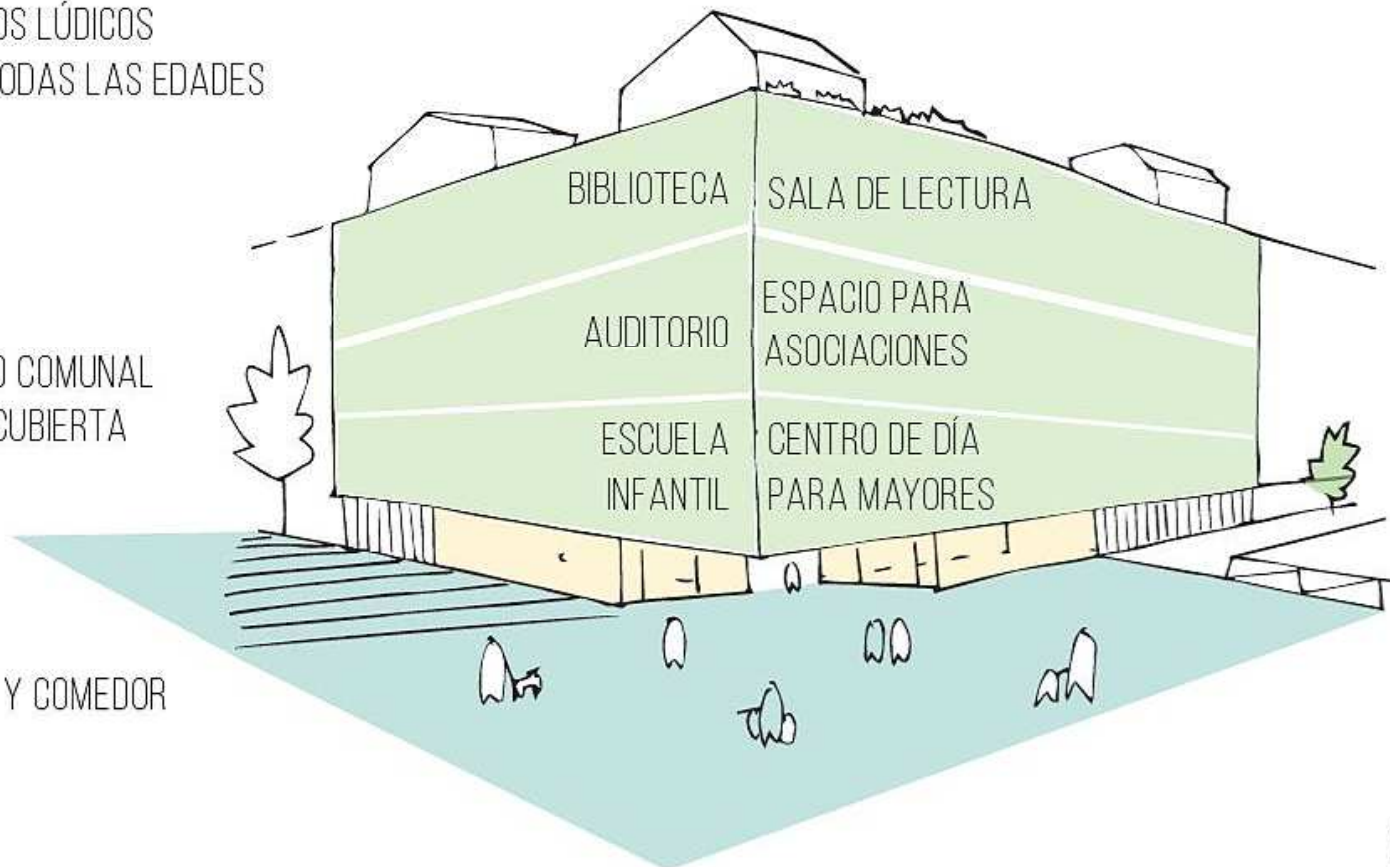 OS LÚDICOS
ODAS LAS EDADES
O COMUNAL
CUBIERTA
Y COMEDOR
BIBLIOTECA
SALA DE LECTURA
AUDITORIO
ESPACIO PARA
ASOCIACIONES
ESCUELA
INFANTIL
CENTRO DE DÍA
PARA MAYORES